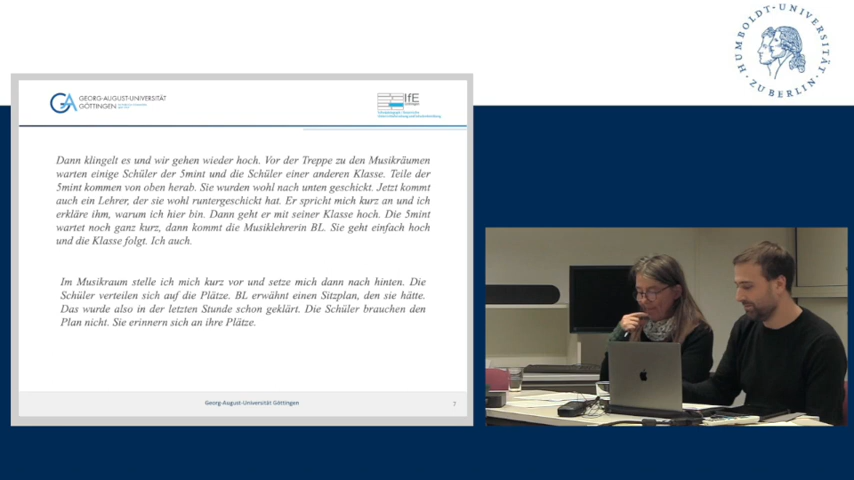 HUMBOLDT-UNIVERSITÄT
ZU BERLIN
GEORG-AUGUST-UNIVERSITÄT
GÖTTINGEN
IfE
Göttingen
Dann klingelt es und wir gehen wieder hoch. Vor der Treppe zu den Musikräumen
warten einige Schüler der 5mint und die Schüler einer anderen Klasse. Teile der
5mint kommen von oben herab. Sie wurden wohl nach unten geschickt. Jetzt kommt
auch ein Lehrer, der sie wohl runtergeschickt hat. Er spricht mich kurz an und ich
erkläre ihm, warum ich hier bin. Dann geht er mit seiner Klasse hoch. Die 5mint
wartet noch ganz kurz, dann kommt die Musiklehrerin BL. Sie geht einfach hoch
und die Klasse folgt. Ich auch.
Im Musikraum stelle ich mich kurz vor und setze mich dann nach hinten. Die
Schüler verteilen sich auf die Plätze. BL erwähnt einen Sitzplan, den sie hätte.
Das wurde also in der letzten Stunde schon geklärt. Die Schüler brauchen den
Plan nicht. Sie erinnern sich an ihre Plätze.
Georg-August-Universität Göttingen
7